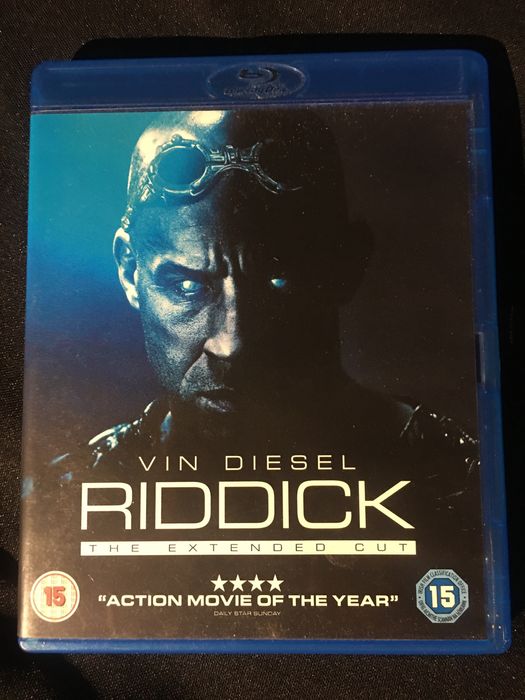 VIN DIESEL
RIDDICK
THE EXTENDED CUT
★★★★
"ACTION MOVIE OF THE YEAR"
DAILY STAR SUNDAY
15
15